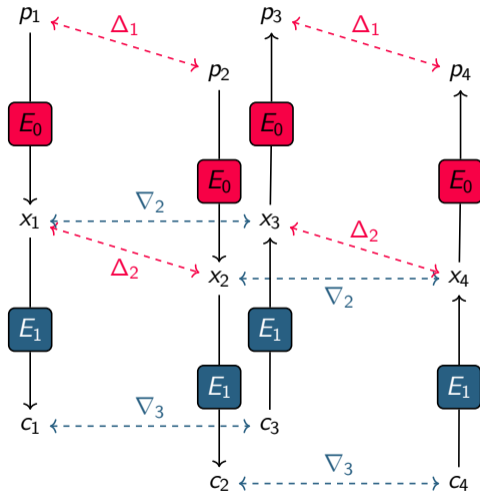 p₁ Δ₁ p₃ Δ₁
p₂ p₄
E₀ E₀
E₀ E₀
x₁ ∇₂ x₃
Δ₂ x₂ Δ₂ x₄
∇₂
E₁ E₁
E₁ E₁
c₁ ∇₃ c₃
c₂ ∇₃ c₄